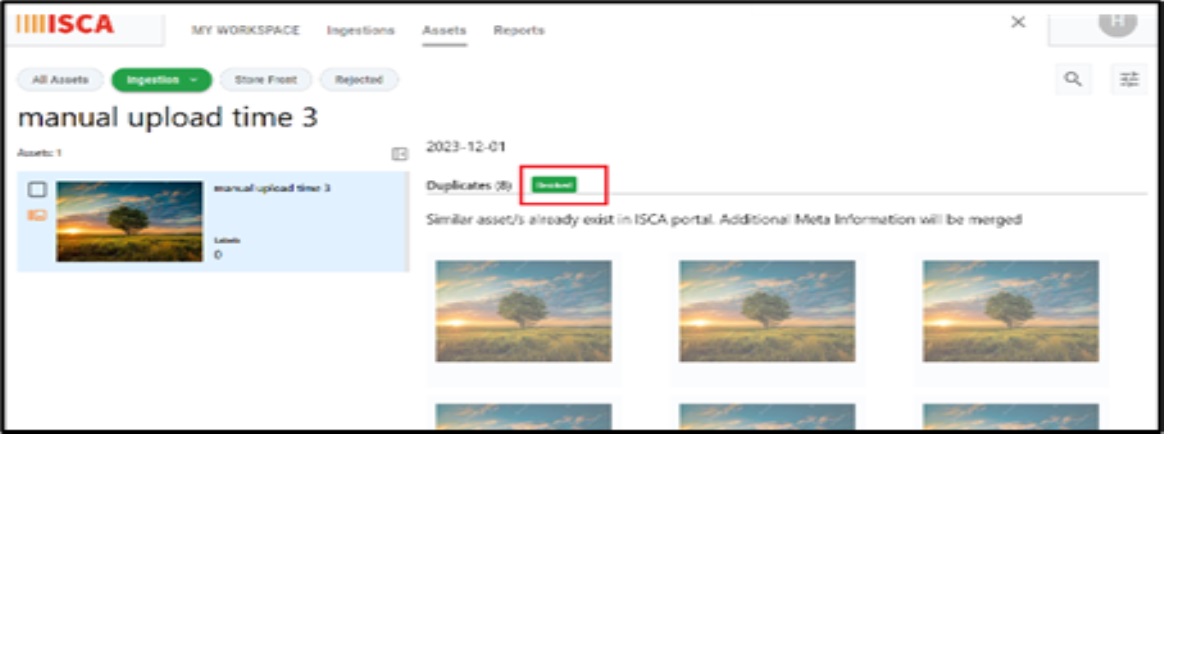 ISCA
MY WORKSPACE Ingestions Assets Reports
H
All Assets Ingestion Store Front Rejected
manual upload time 3
Assets: 1
2023-12-01
Duplicates (8) Resolved
Similar asset/s already exist in ISCA portal. Additional Meta Information will be merged
manual upload time 3
Labels
0